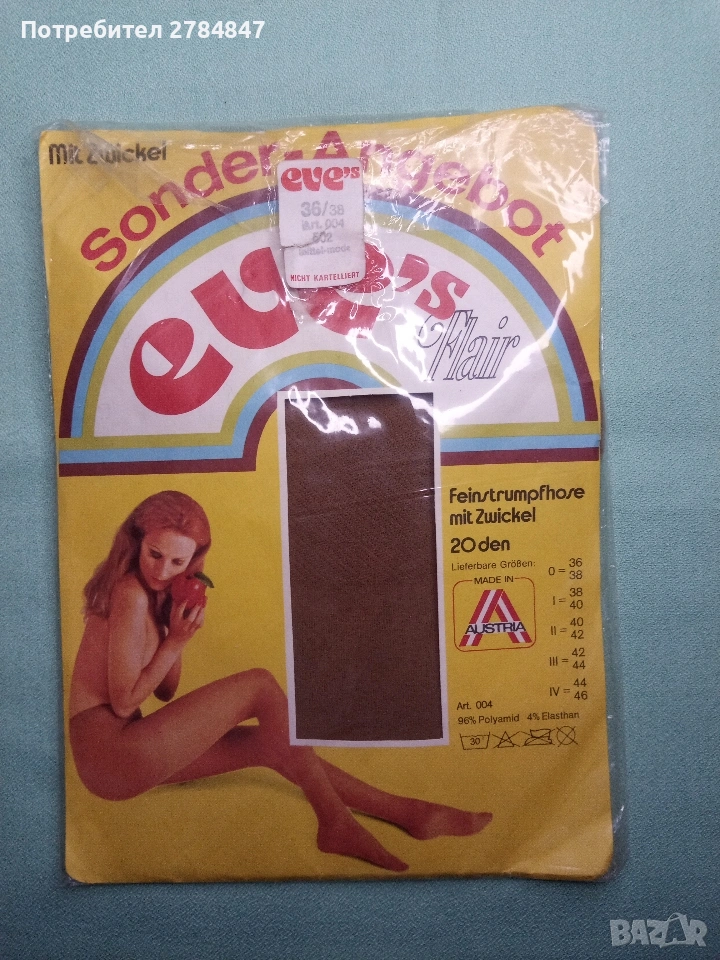 Потребител 2784847
Mit Zwickel
Sonder-Angebot
eve's
36/38
Art. 004
502
NICHT KARTELLIERT
eve's
Flair
Feinstrumpfhose
mit Zwickel
20 den
Lieferbare Größen:
0 = 36 38
I = 38 40
II = 40 42
III = 42 44
IV = 44 46
MADE IN
AUSTRIA
Art. 004
96% Polyamid 4% Elasthan
30
BAZAR